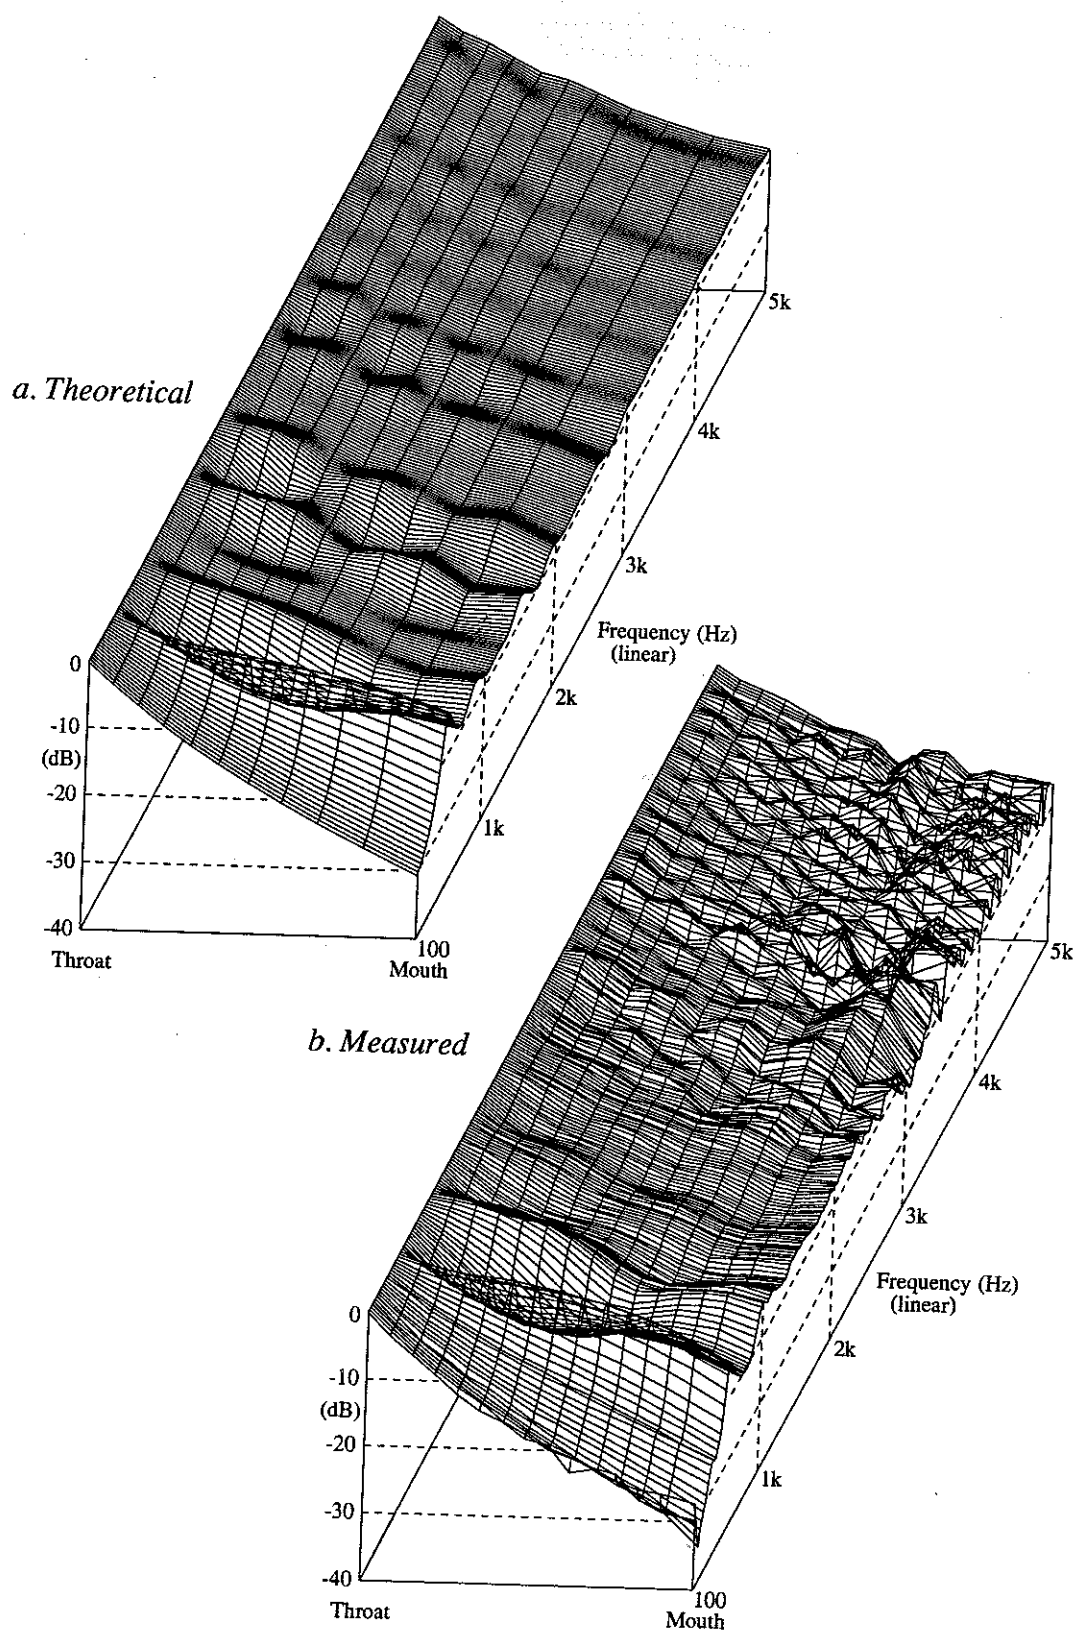 5k
a. Theoretical
4k
3k
Frequency (Hz)
(linear)
0
2k
-10
(dB)
-20
1k
-30
-40
100
Throat
Mouth
5k
b. Measured
4k
3k
Frequency (Hz)
(linear)
0
2k
-10
(dB)
-20
1k
-30
-40
100
Throat
Mouth